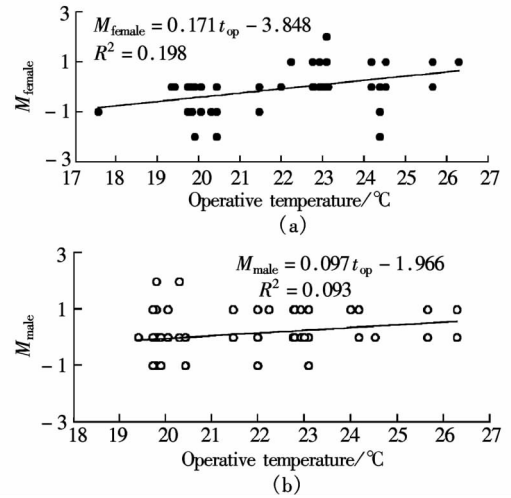 M_female = 0.171 t_op − 3.848
R² = 0.198
3
1
−1
−3
M_female
17 18 19 20 21 22 23 24 25 26 27
Operative temperature/℃
(a)
M_male = 0.097 t_op − 1.966
R² = 0.093
3
1
−1
−3
M_male
18 19 20 21 22 23 24 25 26 27
Operative temperature/℃
(b)